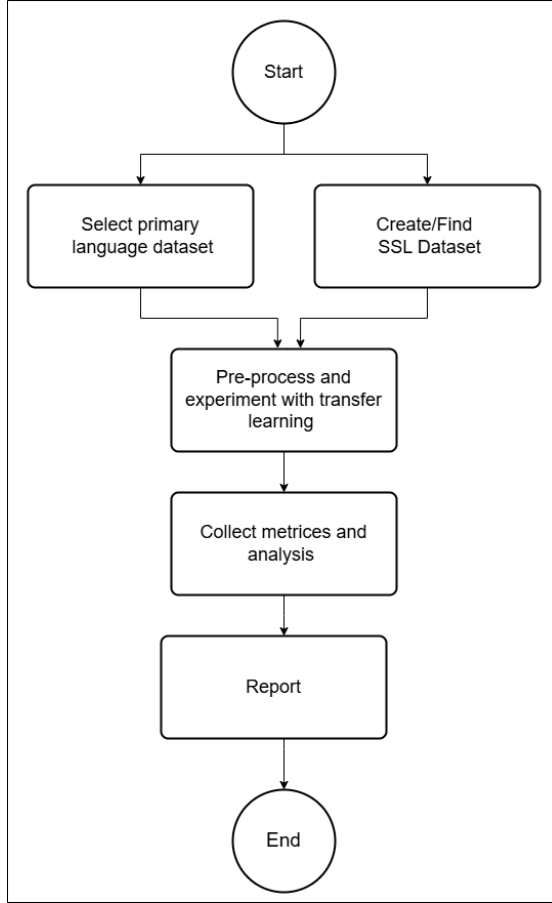 Start
Select primary
language dataset
Create/Find
SSL Dataset
Pre-process and
experiment with transfer
learning
Collect metrices and
analysis
Report
End